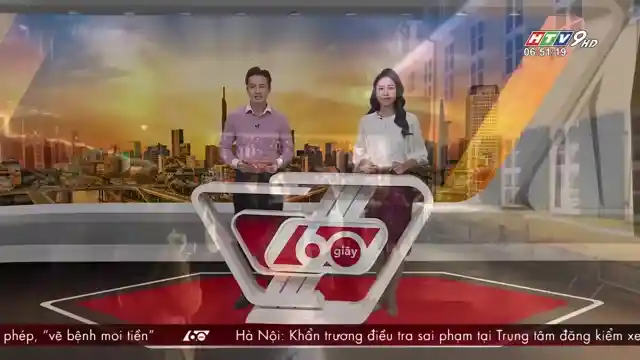 HTV9HD
06:51:19
60 giây
phép, “vẽ bệnh moi tiền” 60 Hà Nội: Khẩn trương điều tra sai phạm tại Trung tâm đăng kiểm xe